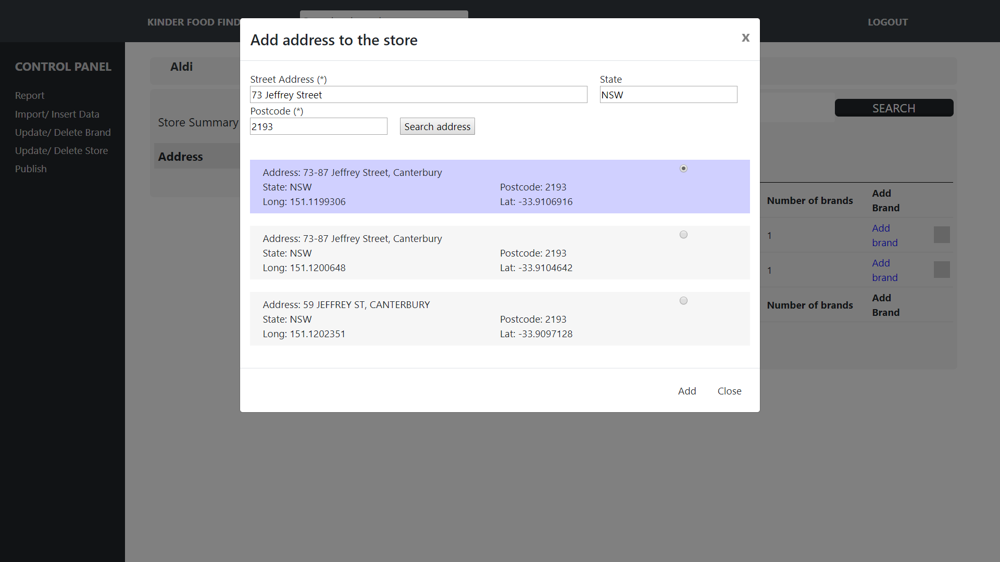 KINDER FOOD FIND
LOGOUT
Add address to the store
X
CONTROL PANEL
Report
Import/ Insert Data
Update/ Delete Brand
Update/ Delete Store
Publish
Aldi
Store Summary
Address
Street Address (*)
State
73 Jeffrey Street
NSW
Postcode (*)
2193
Search address
SEARCH
Address: 73-87 Jeffrey Street, Canterbury
State: NSW
Postcode: 2193
Long: 151.1199306
Lat: -33.9106916
Address: 73-87 Jeffrey Street, Canterbury
State: NSW
Postcode: 2193
Long: 151.1200648
Lat: -33.9104642
Address: 59 JEFFREY ST, CANTERBURY
State: NSW
Postcode: 2193
Long: 151.1202351
Lat: -33.9097128
Number of brands
Add
Brand
1
Add
brand
1
Add
brand
Number of brands
Add
Brand
Add
Close